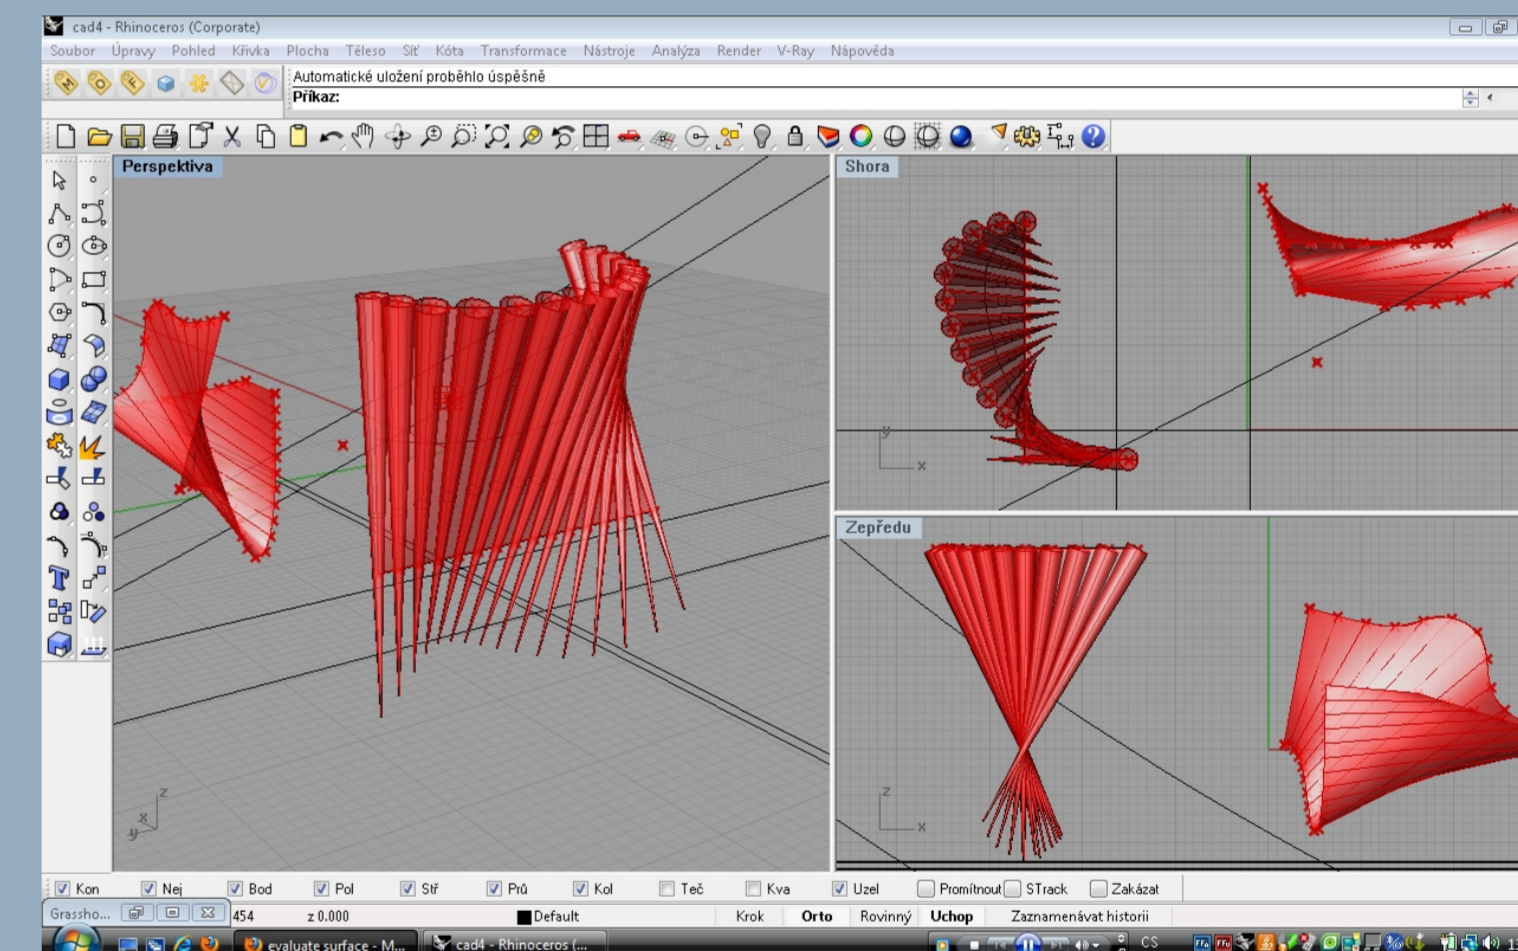 cad4 - Rhinoceros (Corporate)
Soubor Úpravy Pohled Křivka Plocha Těleso Síť Kóta Transformace Nástroje Analýza Render V-Ray Nápověda
Automatické uložení proběhlo úspěšně
Příkaz:
Perspektiva
Shora
y
x
Zepředu
z
x
z
x
y
Kon Nej Bod Pol Stř Prů Kol Teč Kva Uzel Promítnout STrack Zakázat
Grassho... 454 z 0.000 Default Krok Orto Rovinný Uchop Zaznamenávat historii
evaluate surface - M... cad4 - Rhinoceros (... CS